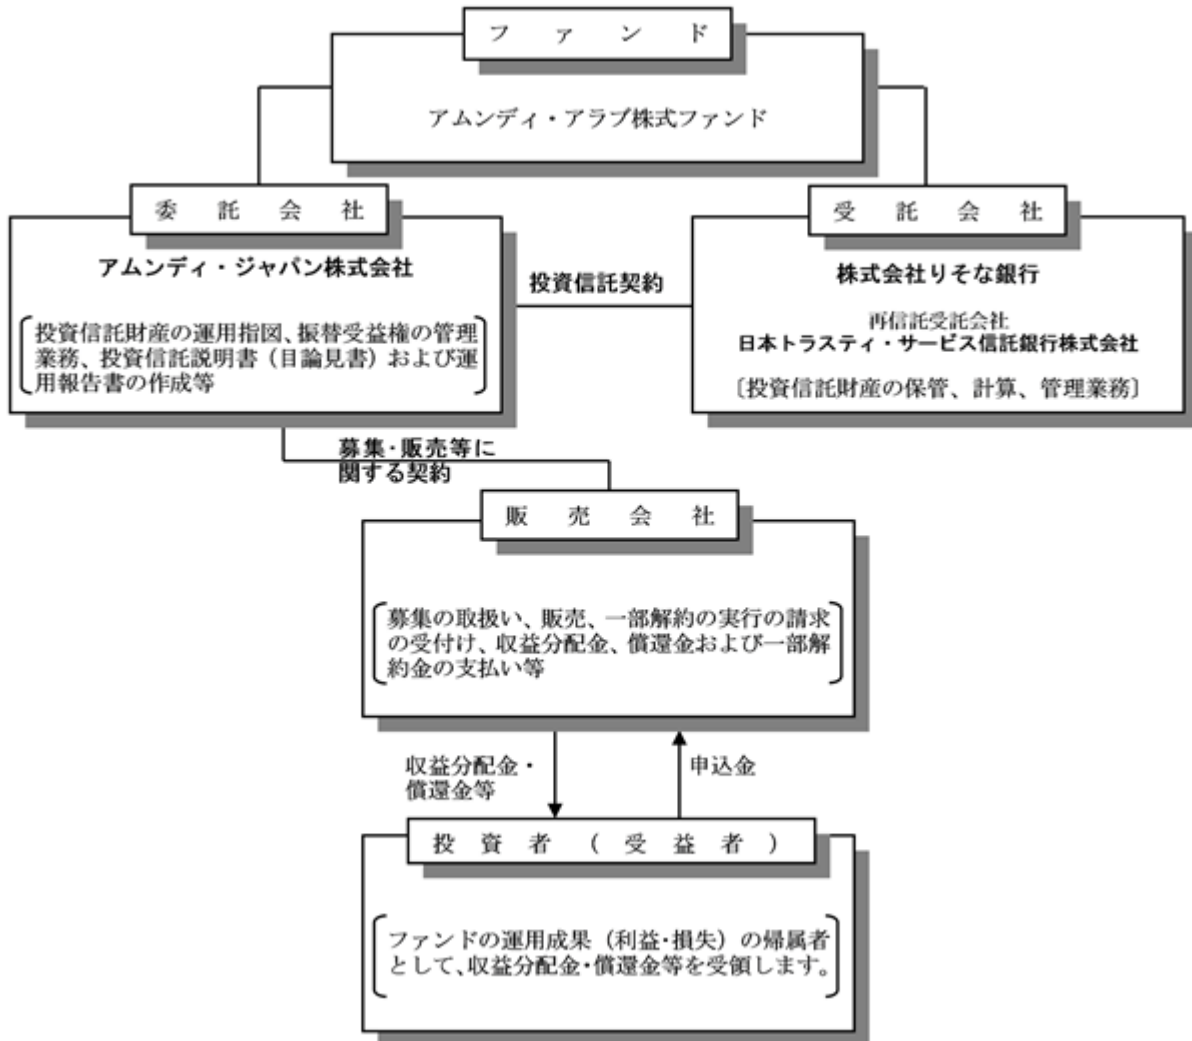 ファンド
アムンディ・アラブ株式ファンド
委託会社
アムンディ・ジャパン株式会社
投資信託財産の運用指図、振替受益権の管理
業務、投資信託説明書（目論見書）および運
用報告書の作成等
投資信託契約
受託会社
株式会社りそな銀行
再信託受託会社
日本トラスティ・サービス信託銀行株式会社
〔投資信託財産の保管、計算、管理業務〕
募集・販売等に
関する契約
販売会社
募集の取扱い、販売、一部解約の実行の請求
の受付け、収益分配金、償還金および一部解
約金の支払い等
収益分配金・
償還金等
申込金
投資者（受益者）
ファンドの運用成果（利益・損失）の帰属者
として、収益分配金・償還金等を受領します。